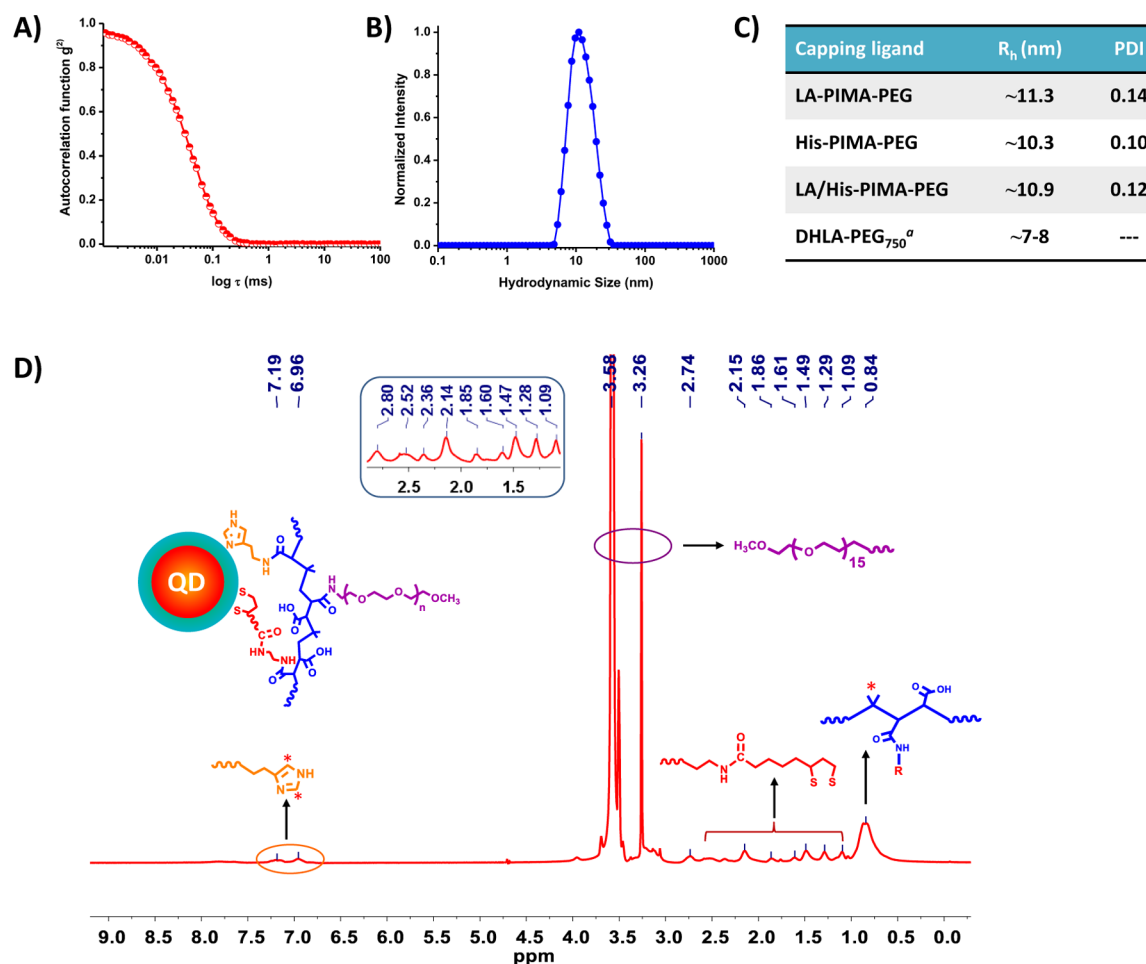 A)
Autocorrelation function g(2)
1.0
0.8
0.6
0.4
0.2
0.0
0.01 0.1 1 10 100
log τ (ms)
B)
Normalized Intensity
1.0
0.8
0.6
0.4
0.2
0.0
0.1 1 10 100 1000
Hydrodynamic Size (nm)
C)
Capping ligand Rh (nm) PDI
LA-PIMA-PEG ~11.3 0.14
His-PIMA-PEG ~10.3 0.10
LA/His-PIMA-PEG ~10.9 0.12
DHLA-PEG750a ~7-8 ---
D)
7.19 6.96 3.58 3.26 2.74 2.15 1.86 1.61 1.49 1.29 1.09 0.84
2.80 2.52 2.36 2.14 1.85 1.60 1.47 1.28 1.09
2.5 2.0 1.5
QD
H
N
N
N
H
O
HO
O
H
N
O
O
O
n
OCH3
S
S
C
O
HN
NH
O
O
OH
H3CO
O
15
N
NH
*
*
O
N
H
S
S
*
O
OH
O
NH
R
9.0 8.5 8.0 7.5 7.0 6.5 6.0 5.5 5.0 4.5 4.0 3.5 3.0 2.5 2.0 1.5 1.0 0.5 0.0
ppm